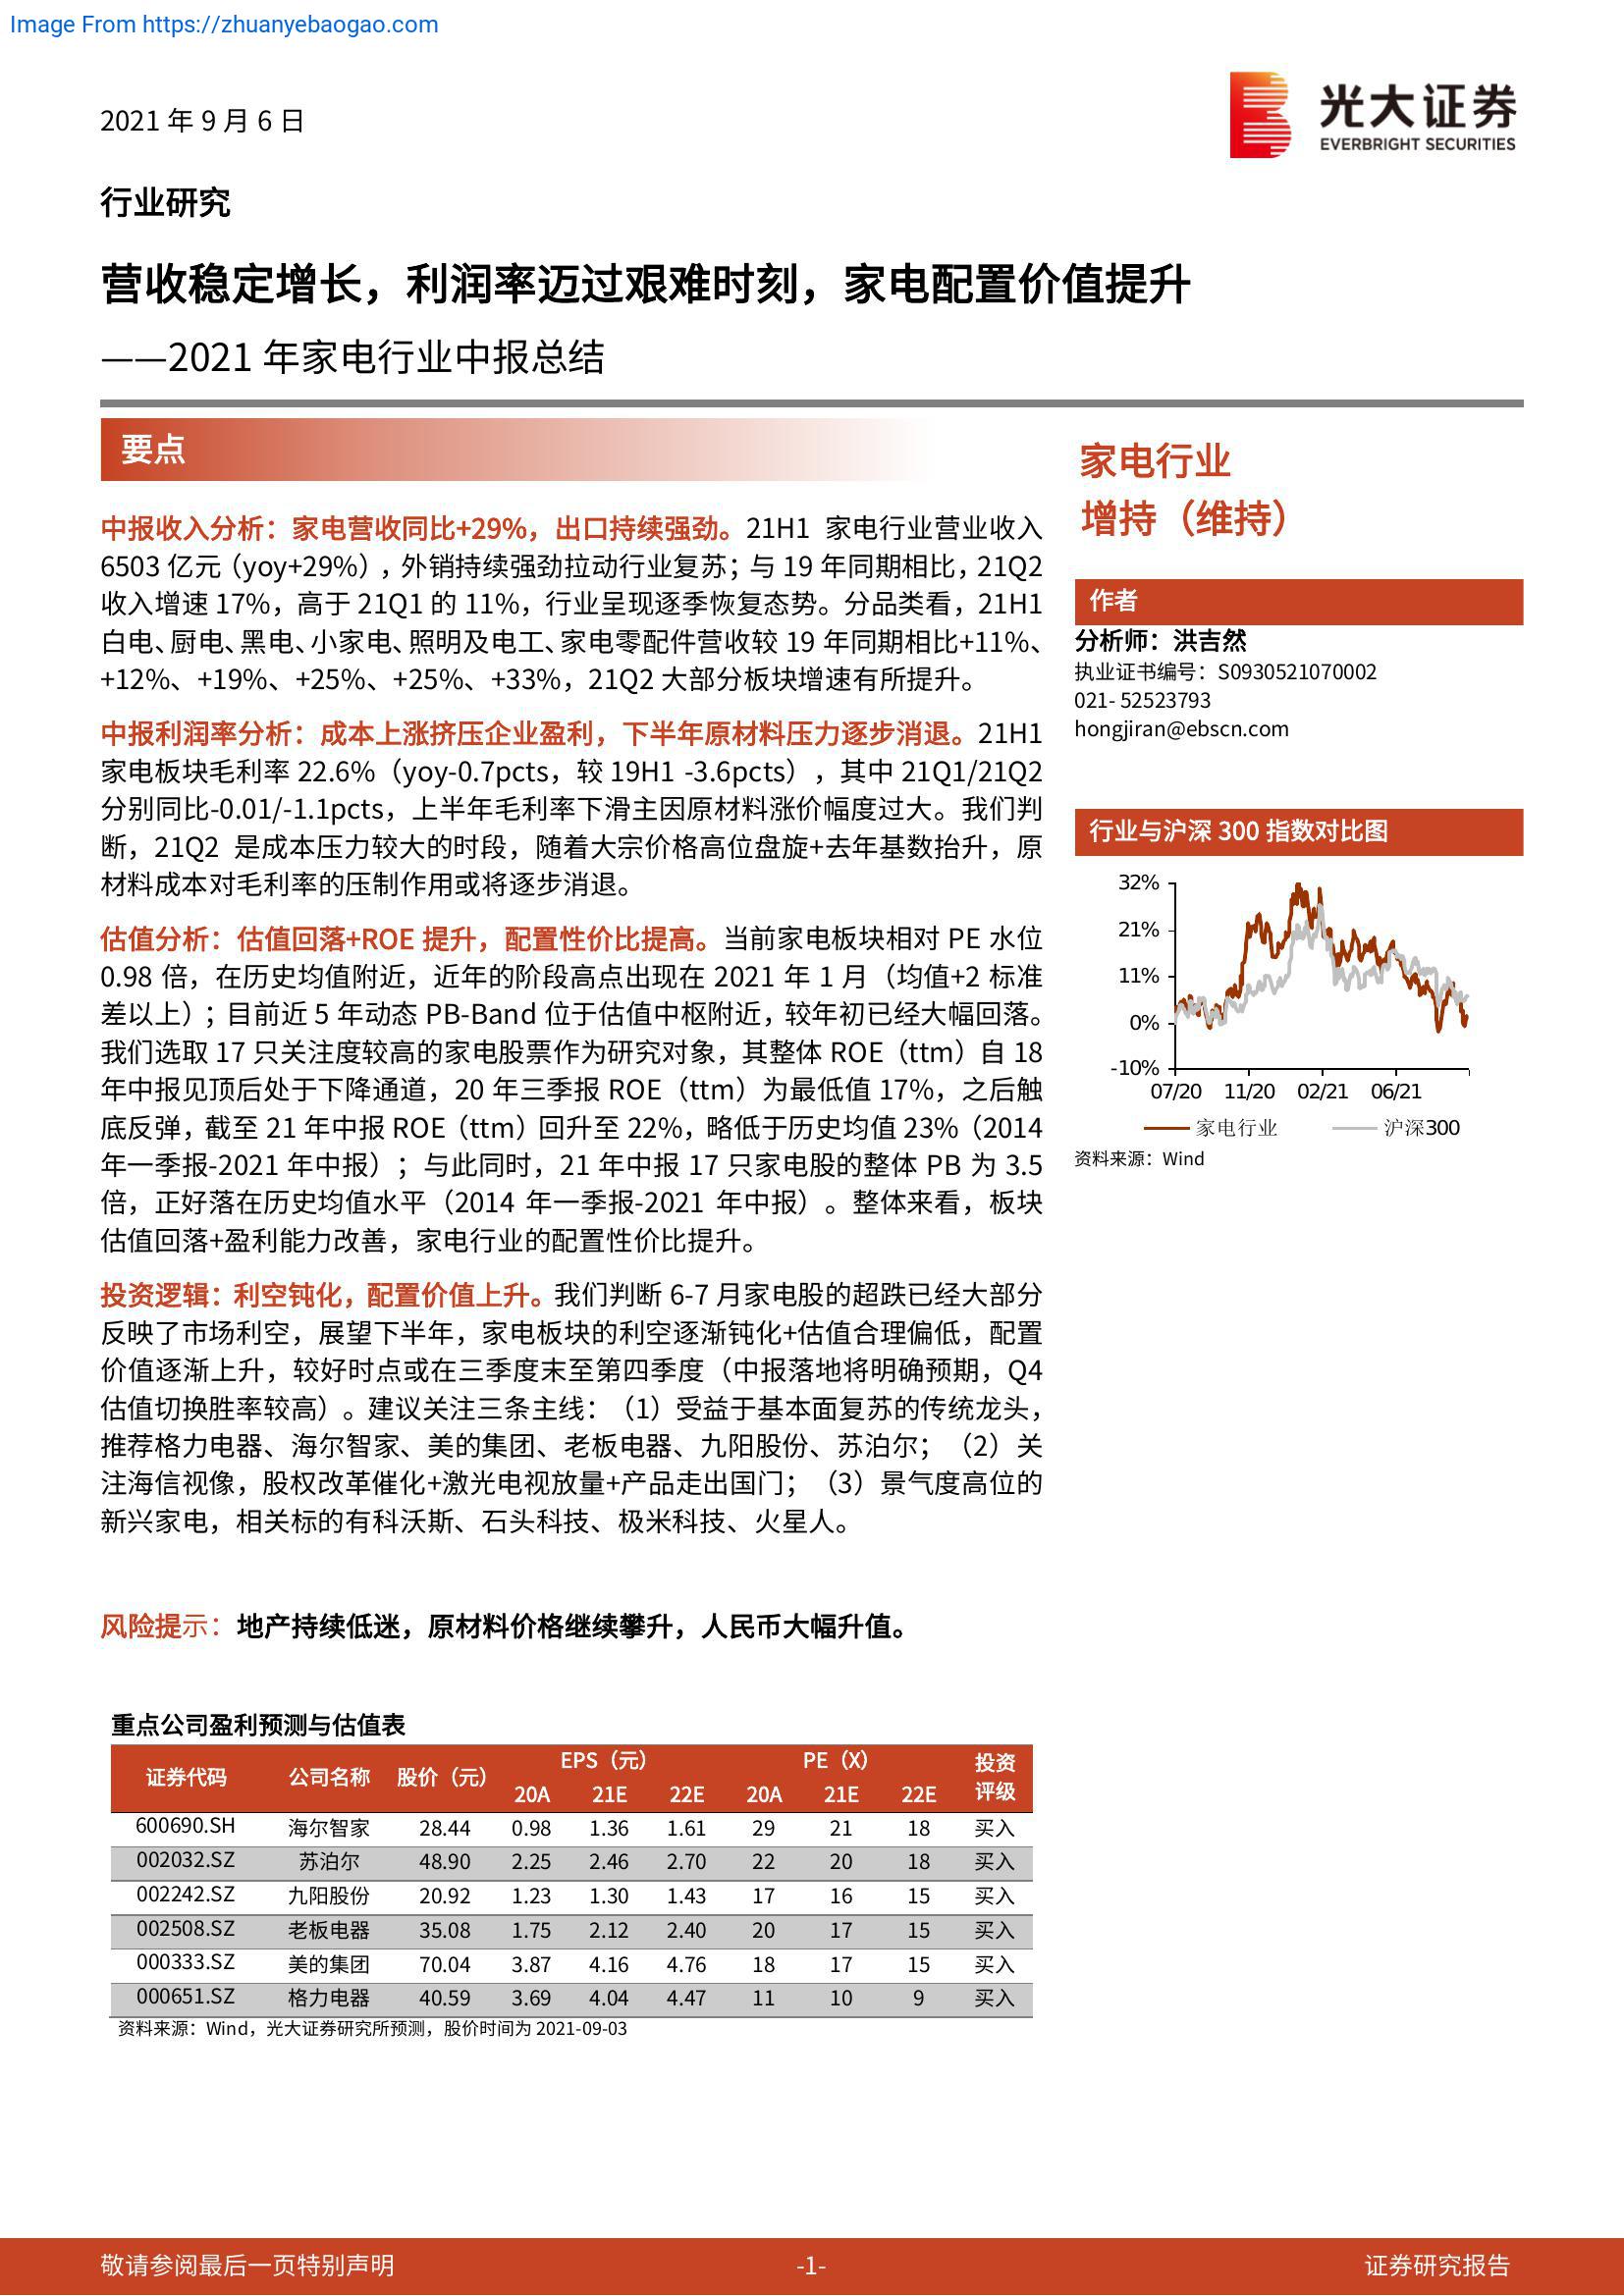 Image From https://zhuanyebaogao.com
2021 年 9 月 6 日
光大证券
EVERBRIGHT SECURITIES
行业研究
营收稳定增长，利润率迈过艰难时刻，家电配置价值提升
——2021 年家电行业中报总结
要点
中报收入分析：家电营收同比+29%，出口持续强劲。21H1 家电行业营业收入
6503 亿元（yoy+29%），外销持续强劲拉动行业复苏；与 19 年同期相比，21Q2
收入增速 17%，高于 21Q1 的 11%，行业呈现逐季恢复态势。分品类看，21H1
白电、厨电、黑电、小家电、照明及电工、家电零配件营收较 19 年同期相比+11%、
+12%、+19%、+25%、+25%、+33%，21Q2 大部分板块增速有所提升。
中报利润率分析：成本上涨挤压企业盈利，下半年原材料压力逐步消退。21H1
家电板块毛利率 22.6%（yoy-0.7pcts，较 19H1 -3.6pcts），其中 21Q1/21Q2
分别同比-0.01/-1.1pcts，上半年毛利率下滑主因原材料涨价幅度过大。我们判
断，21Q2 是成本压力较大的时段，随着大宗价格高位盘旋+去年基数抬升，原
材料成本对毛利率的压制作用或将逐步消退。
估值分析：估值回落+ROE 提升，配置性价比提高。当前家电板块相对 PE 水位
0.98 倍，在历史均值附近，近年的阶段高点出现在 2021 年 1 月（均值+2 标准
差以上）；目前近 5 年动态 PB-Band 位于估值中枢附近，较年初已经大幅回落。
我们选取 17 只关注度较高的家电股票作为研究对象，其整体 ROE（ttm）自 18
年中报见顶后处于下降通道，20 年三季报 ROE（ttm）为最低值 17%，之后触
底反弹，截至 21 年中报 ROE（ttm）回升至 22%，略低于历史均值 23%（2014
年一季报-2021 年中报）；与此同时，21 年中报 17 只家电股的整体 PB 为 3.5
倍，正好落在历史均值水平（2014 年一季报-2021 年中报）。整体来看，板块
估值回落+盈利能力改善，家电行业的配置性价比提升。
投资逻辑：利空钝化，配置价值上升。我们判断 6-7 月家电股的超跌已经大部分
反映了市场利空，展望下半年，家电板块的利空逐渐钝化+估值合理偏低，配置
价值逐渐上升，较好时点或在三季度末至第四季度（中报落地将明确预期，Q4
估值切换胜率较高）。建议关注三条主线：（1）受益于基本面复苏的传统龙头，
推荐格力电器、海尔智家、美的集团、老板电器、九阳股份、苏泊尔；（2）关
注海信视像，股权改革催化+激光电视放量+产品走出国门；（3）景气度高位的
新兴家电，相关标的有科沃斯、石头科技、极米科技、火星人。
风险提示：地产持续低迷，原材料价格继续攀升，人民币大幅升值。
重点公司盈利预测与估值表
证券代码 公司名称 股价（元） EPS（元） PE（X） 投资评级
20A 21E 22E 20A 21E 22E
600690.SH 海尔智家 28.44 0.98 1.36 1.61 29 21 18 买入
002032.SZ 苏泊尔 48.90 2.25 2.46 2.70 22 20 18 买入
002242.SZ 九阳股份 20.92 1.23 1.30 1.43 17 16 15 买入
002508.SZ 老板电器 35.08 1.75 2.12 2.40 20 17 15 买入
000333.SZ 美的集团 70.04 3.87 4.16 4.76 18 17 15 买入
000651.SZ 格力电器 40.59 3.69 4.04 4.47 11 10 9 买入
资料来源：Wind，光大证券研究所预测，股价时间为 2021-09-03
家电行业
增持（维持）
作者
分析师：洪吉然
执业证书编号：S0930521070002
021- 52523793
hongjiran@ebscn.com
行业与沪深 300 指数对比图
32%
21%
11%
0%
-10%
07/20 11/20 02/21 06/21
家电行业 沪深300
资料来源：Wind
敬请参阅最后一页特别声明 -1- 证券研究报告